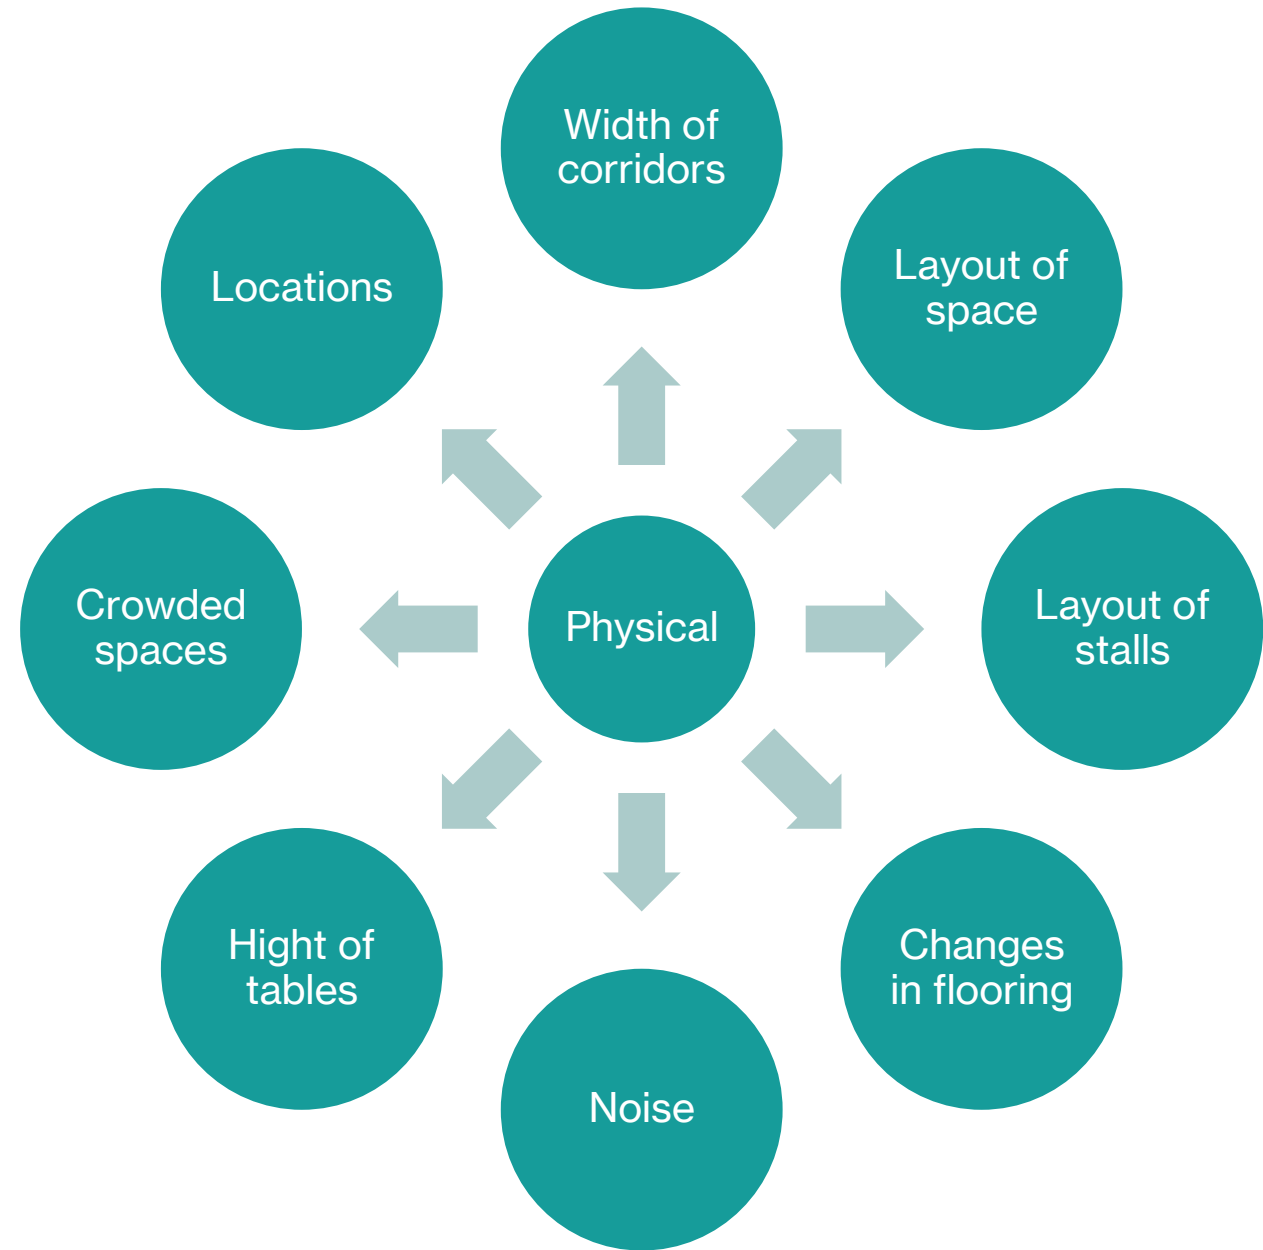 Width of
corridors
Layout of
space
Layout of
stalls
Changes
in flooring
Noise
Hight of
tables
Crowded
spaces
Locations
Physical